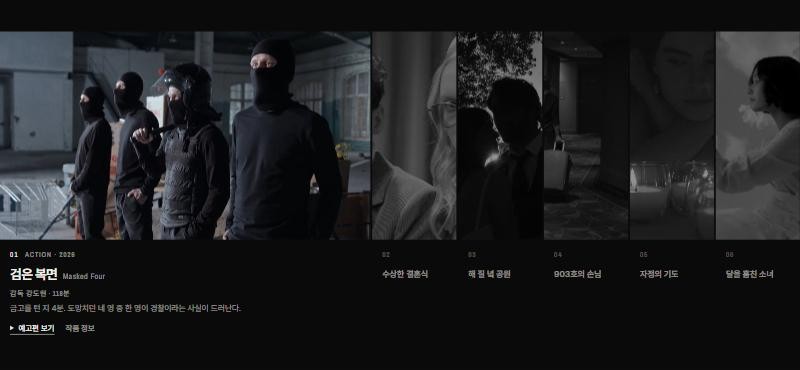 01 ACTION · 2026
검은 복면 Masked Four
감독 강도현 · 118분
금고를 턴 지 4분. 도망치던 네 명 중 한 명이 경찰이라는 사실이 드러난다.
▶ 예고편 보기 작품 정보
02
수상한 결혼식
03
해 질 녘 공원
04
903호의 손님
05
자정의 기도
06
달을 훔친 소녀